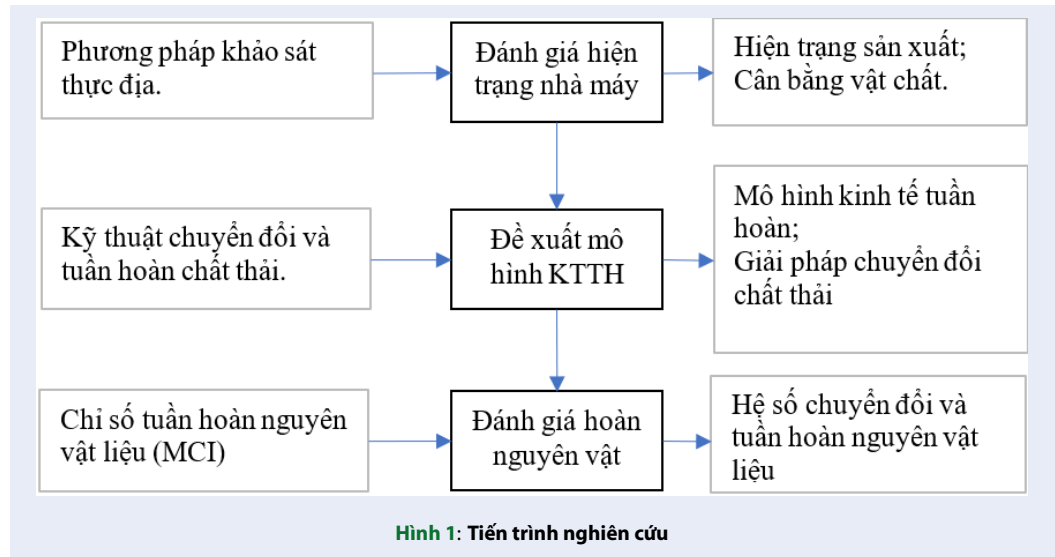 Phương pháp khảo sát
thực địa.
Đánh giá hiện
trạng nhà máy
Hiện trạng sản xuất;
Cân bằng vật chất.
Kỹ thuật chuyển đổi và
tuần hoàn chất thải.
Đề xuất mô
hình KTTH
Mô hình kinh tế tuần
hoàn;
Giải pháp chuyển đổi
chất thải
Chỉ số tuần hoàn nguyên
vật liệu (MCI)
Đánh giá hoàn
nguyên vật
Hệ số chuyển đổi và
tuần hoàn nguyên vật
liệu
Hình 1: Tiến trình nghiên cứu